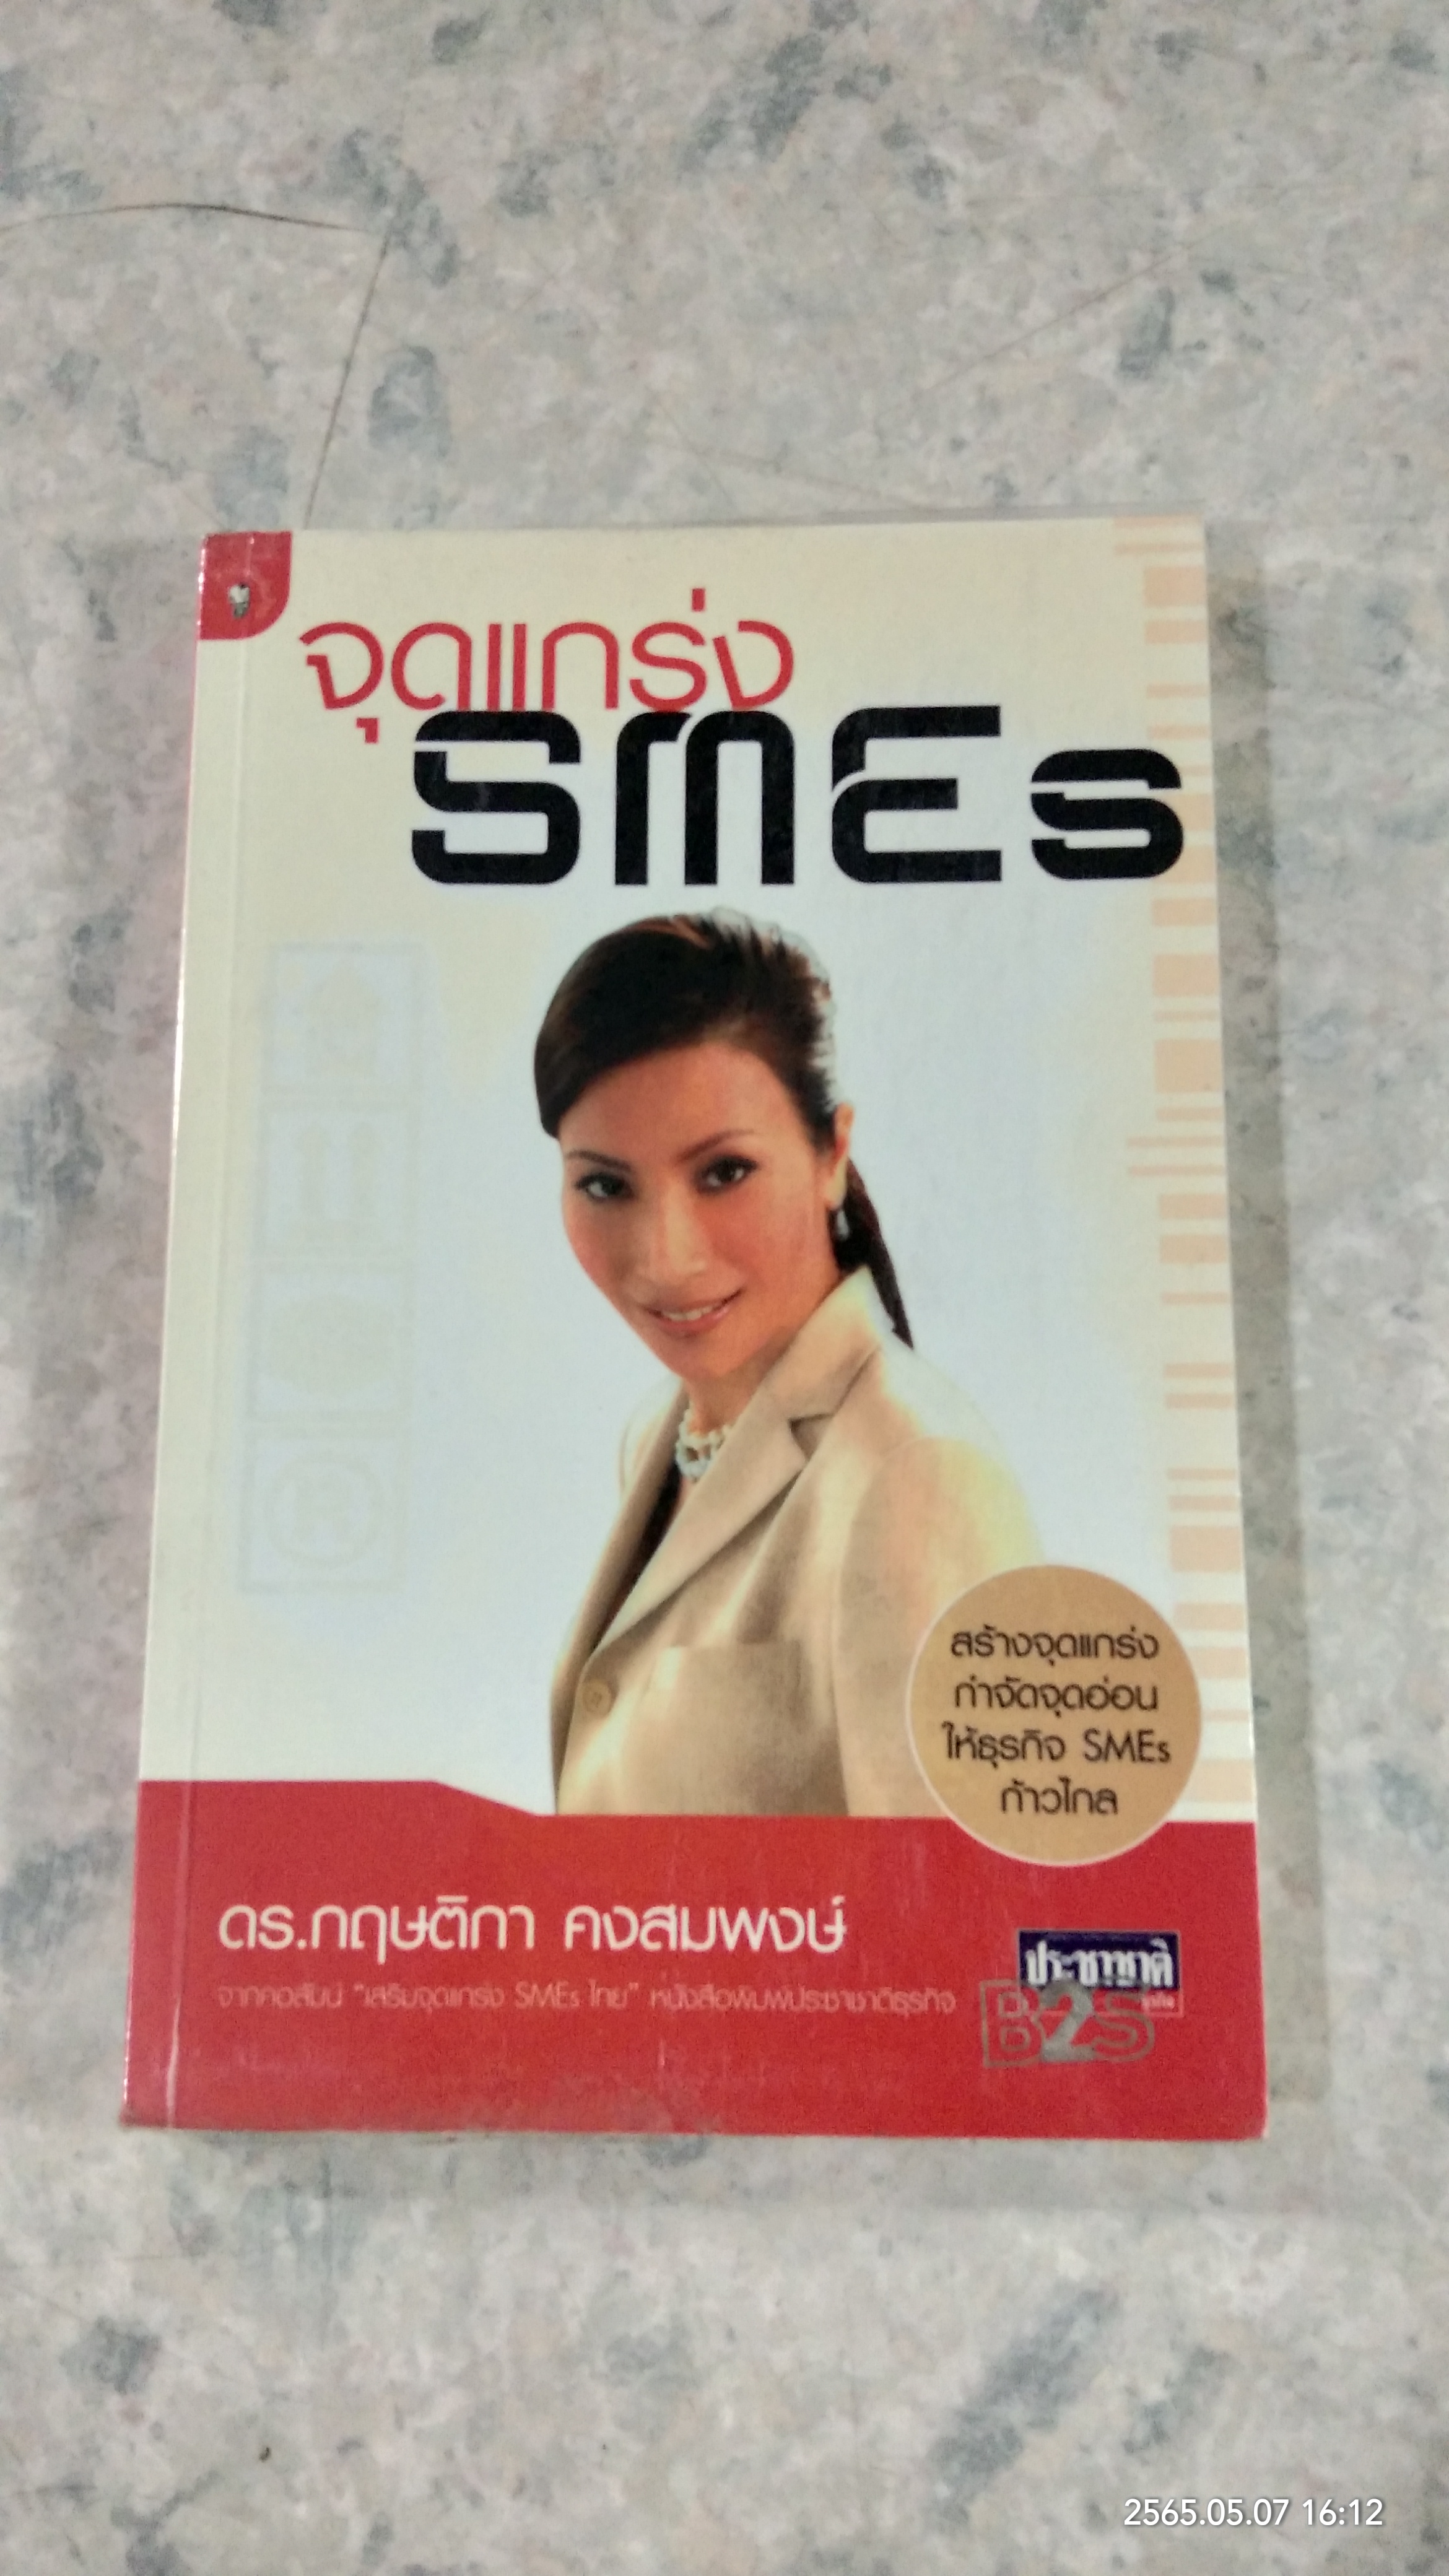 จุดแกร่ง
SMEs
สร้างจุดแกร่ง
กำจัดจุดอ่อน
ให้ธุรกิจ SMEs
ก้าวไกล
ดร.กฤษติกา คงสมพงษ์
จากคอลัมน์ "เสริมจุดแกร่ง SMEs ไทย" หนังสือพิมพ์ประชาชาติธุรกิจ
ประชาชาติ
B2S
2565.05.07 16:12